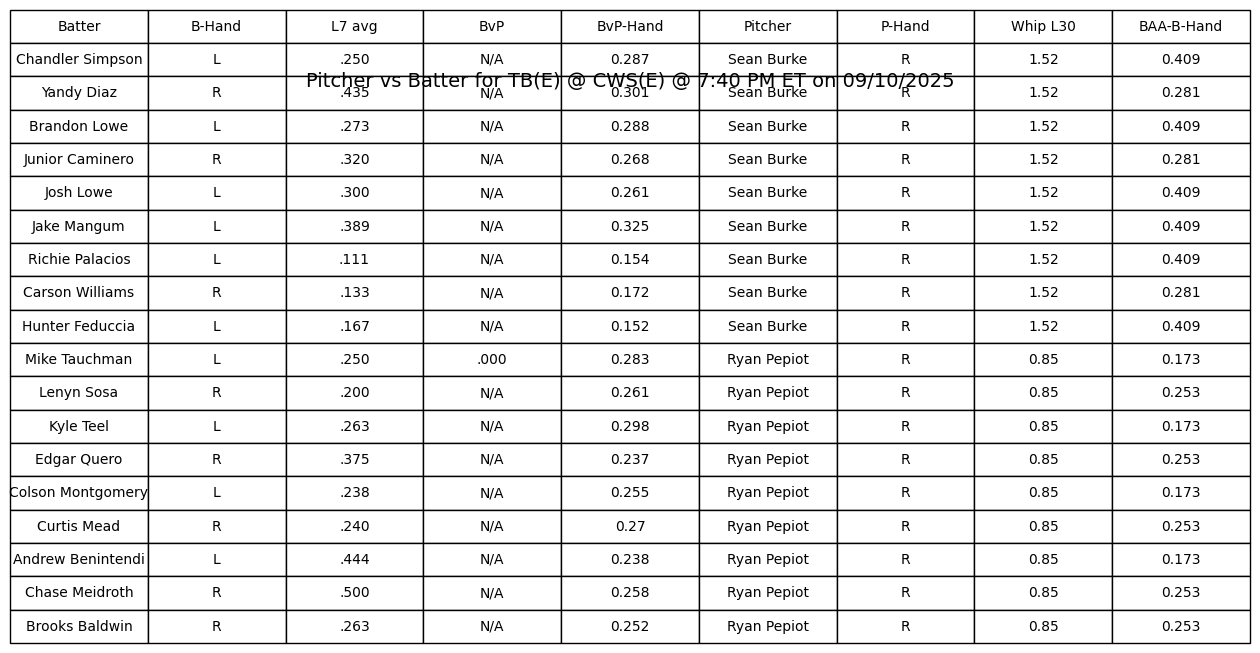 Batter B-Hand L7 avg BvP BvP-Hand Pitcher P-Hand Whip L30 BAA-B-Hand
Chandler Simpson L .250 N/A 0.287 Sean Burke R 1.52 0.409
Pitcher vs Batter for TB(E) @ CWS(E) @ 7:40 PM ET on 09/10/2025
Yandy Diaz R .435 N/A 0.301 Sean Burke R 1.52 0.281
Brandon Lowe L .273 N/A 0.288 Sean Burke R 1.52 0.409
Junior Caminero R .320 N/A 0.268 Sean Burke R 1.52 0.281
Josh Lowe L .300 N/A 0.261 Sean Burke R 1.52 0.409
Jake Mangum L .389 N/A 0.325 Sean Burke R 1.52 0.409
Richie Palacios L .111 N/A 0.154 Sean Burke R 1.52 0.409
Carson Williams R .133 N/A 0.172 Sean Burke R 1.52 0.281
Hunter Feduccia L .167 N/A 0.152 Sean Burke R 1.52 0.409
Mike Tauchman L .250 .000 0.283 Ryan Pepiot R 0.85 0.173
Lenyn Sosa R .200 N/A 0.261 Ryan Pepiot R 0.85 0.253
Kyle Teel L .263 N/A 0.298 Ryan Pepiot R 0.85 0.173
Edgar Quero R .375 N/A 0.237 Ryan Pepiot R 0.85 0.253
Colson Montgomery L .238 N/A 0.255 Ryan Pepiot R 0.85 0.173
Curtis Mead R .240 N/A 0.27 Ryan Pepiot R 0.85 0.253
Andrew Benintendi L .444 N/A 0.238 Ryan Pepiot R 0.85 0.173
Chase Meidroth R .500 N/A 0.258 Ryan Pepiot R 0.85 0.253
Brooks Baldwin R .263 N/A 0.252 Ryan Pepiot R 0.85 0.253